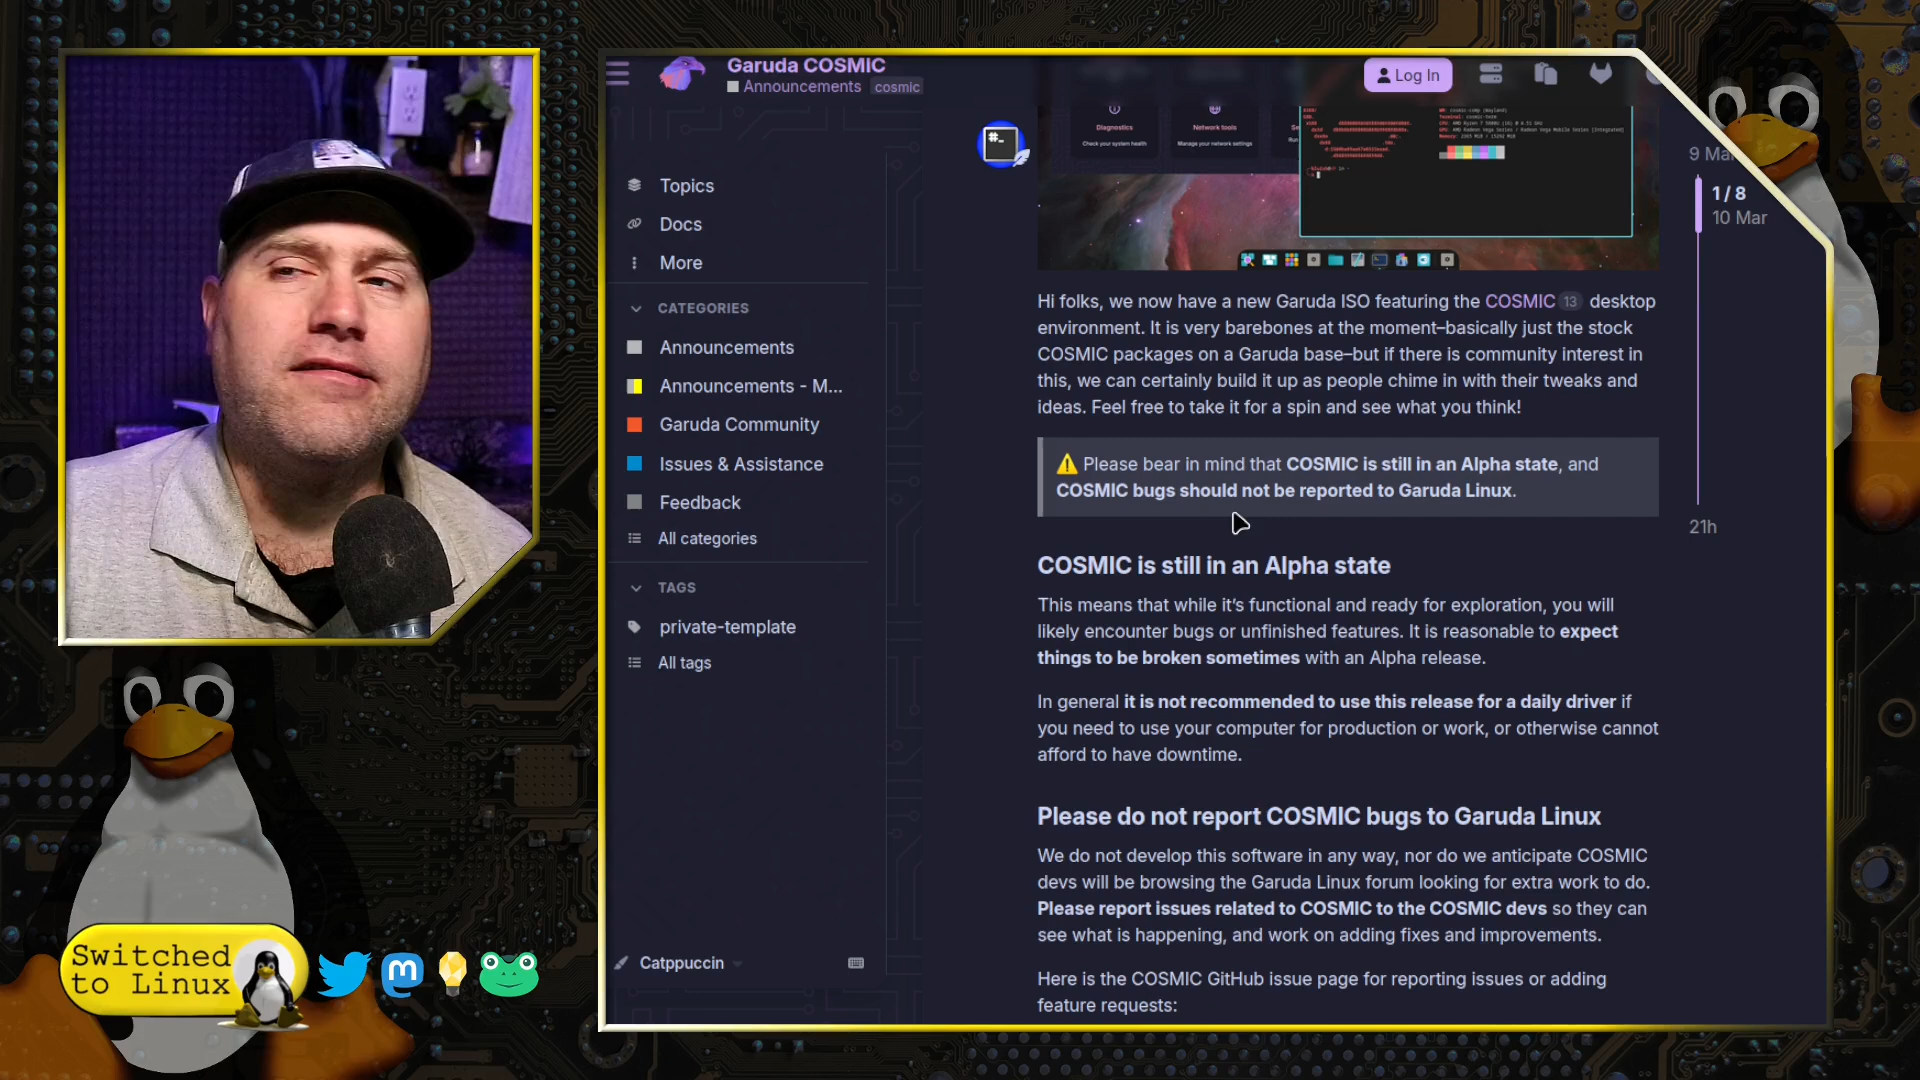 Garuda COSMIC
Announcements cosmic
Log In
Topics
Docs
More
CATEGORIES
Announcements
Announcements - M...
Garuda Community
Issues & Assistance
Feedback
All categories
TAGS
private-template
All tags
Catppuccin
Diagnostics
Check your system health
Network tools
Manage your network settings
9 Mar
1 / 8
10 Mar
21h
Hi folks, we now have a new Garuda ISO featuring the COSMIC 13 desktop
environment. It is very barebones at the moment–basically just the stock
COSMIC packages on a Garuda base–but if there is community interest in
this, we can certainly build it up as people chime in with their tweaks and
ideas. Feel free to take it for a spin and see what you think!
⚠️ Please bear in mind that COSMIC is still in an Alpha state, and
COSMIC bugs should not be reported to Garuda Linux.
COSMIC is still in an Alpha state
This means that while it’s functional and ready for exploration, you will
likely encounter bugs or unfinished features. It is reasonable to expect
things to be broken sometimes with an Alpha release.
In general it is not recommended to use this release for a daily driver if
you need to use your computer for production or work, or otherwise cannot
afford to have downtime.
Please do not report COSMIC bugs to Garuda Linux
We do not develop this software in any way, nor do we anticipate COSMIC
devs will be browsing the Garuda Linux forum looking for extra work to do.
Please report issues related to COSMIC to the COSMIC devs so they can
see what is happening, and work on adding fixes and improvements.
Here is the COSMIC GitHub issue page for reporting issues or adding
feature requests:
Switched
to Linux